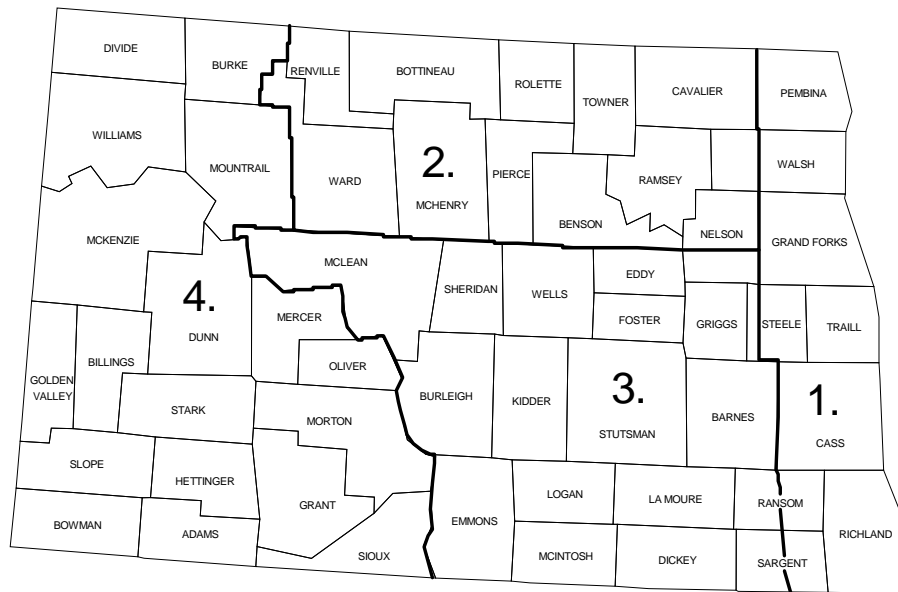 DIVIDE
BURKE
RENVILLE
BOTTINEAU
ROLETTE
TOWNER
CAVALIER
PEMBINA
WILLIAMS
MOUNTRAIL
WARD
2.
MCHENRY
PIERCE
BENSON
RAMSEY
WALSH
NELSON
GRAND FORKS
MCKENZIE
MCLEAN
SHERIDAN
WELLS
EDDY
4.
DUNN
MERCER
FOSTER
GRIGGS
STEELE
TRAILL
GOLDEN
VALLEY
BILLINGS
OLIVER
STARK
BURLEIGH
KIDDER
3.
STUTSMAN
BARNES
1.
CASS
MORTON
SLOPE
HETTINGER
GRANT
LOGAN
LA MOURE
RANSOM
BOWMAN
ADAMS
EMMONS
RICHLAND
SIOUX
MCINTOSH
DICKEY
SARGENT